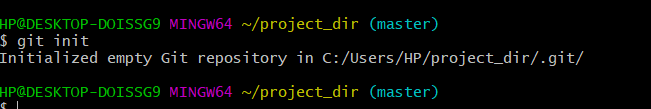 HP@DESKTOP-DOISSG9 MINGW64 ~/project_dir (master)
$ git init
Initialized empty Git repository in C:/Users/HP/project_dir/.git/
HP@DESKTOP-DOISSG9 MINGW64 ~/project_dir (master)
$